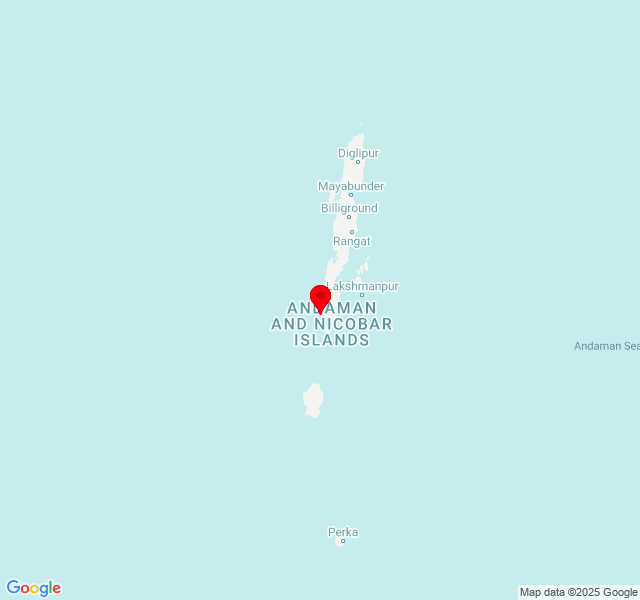 Diglipur
Mayabunder
Billiground
Rangat
Lakshmanpur
ANDAMAN
AND NICOBAR
ISLANDS
Andaman Sea
Perka
Google
Map data ©2025 Google